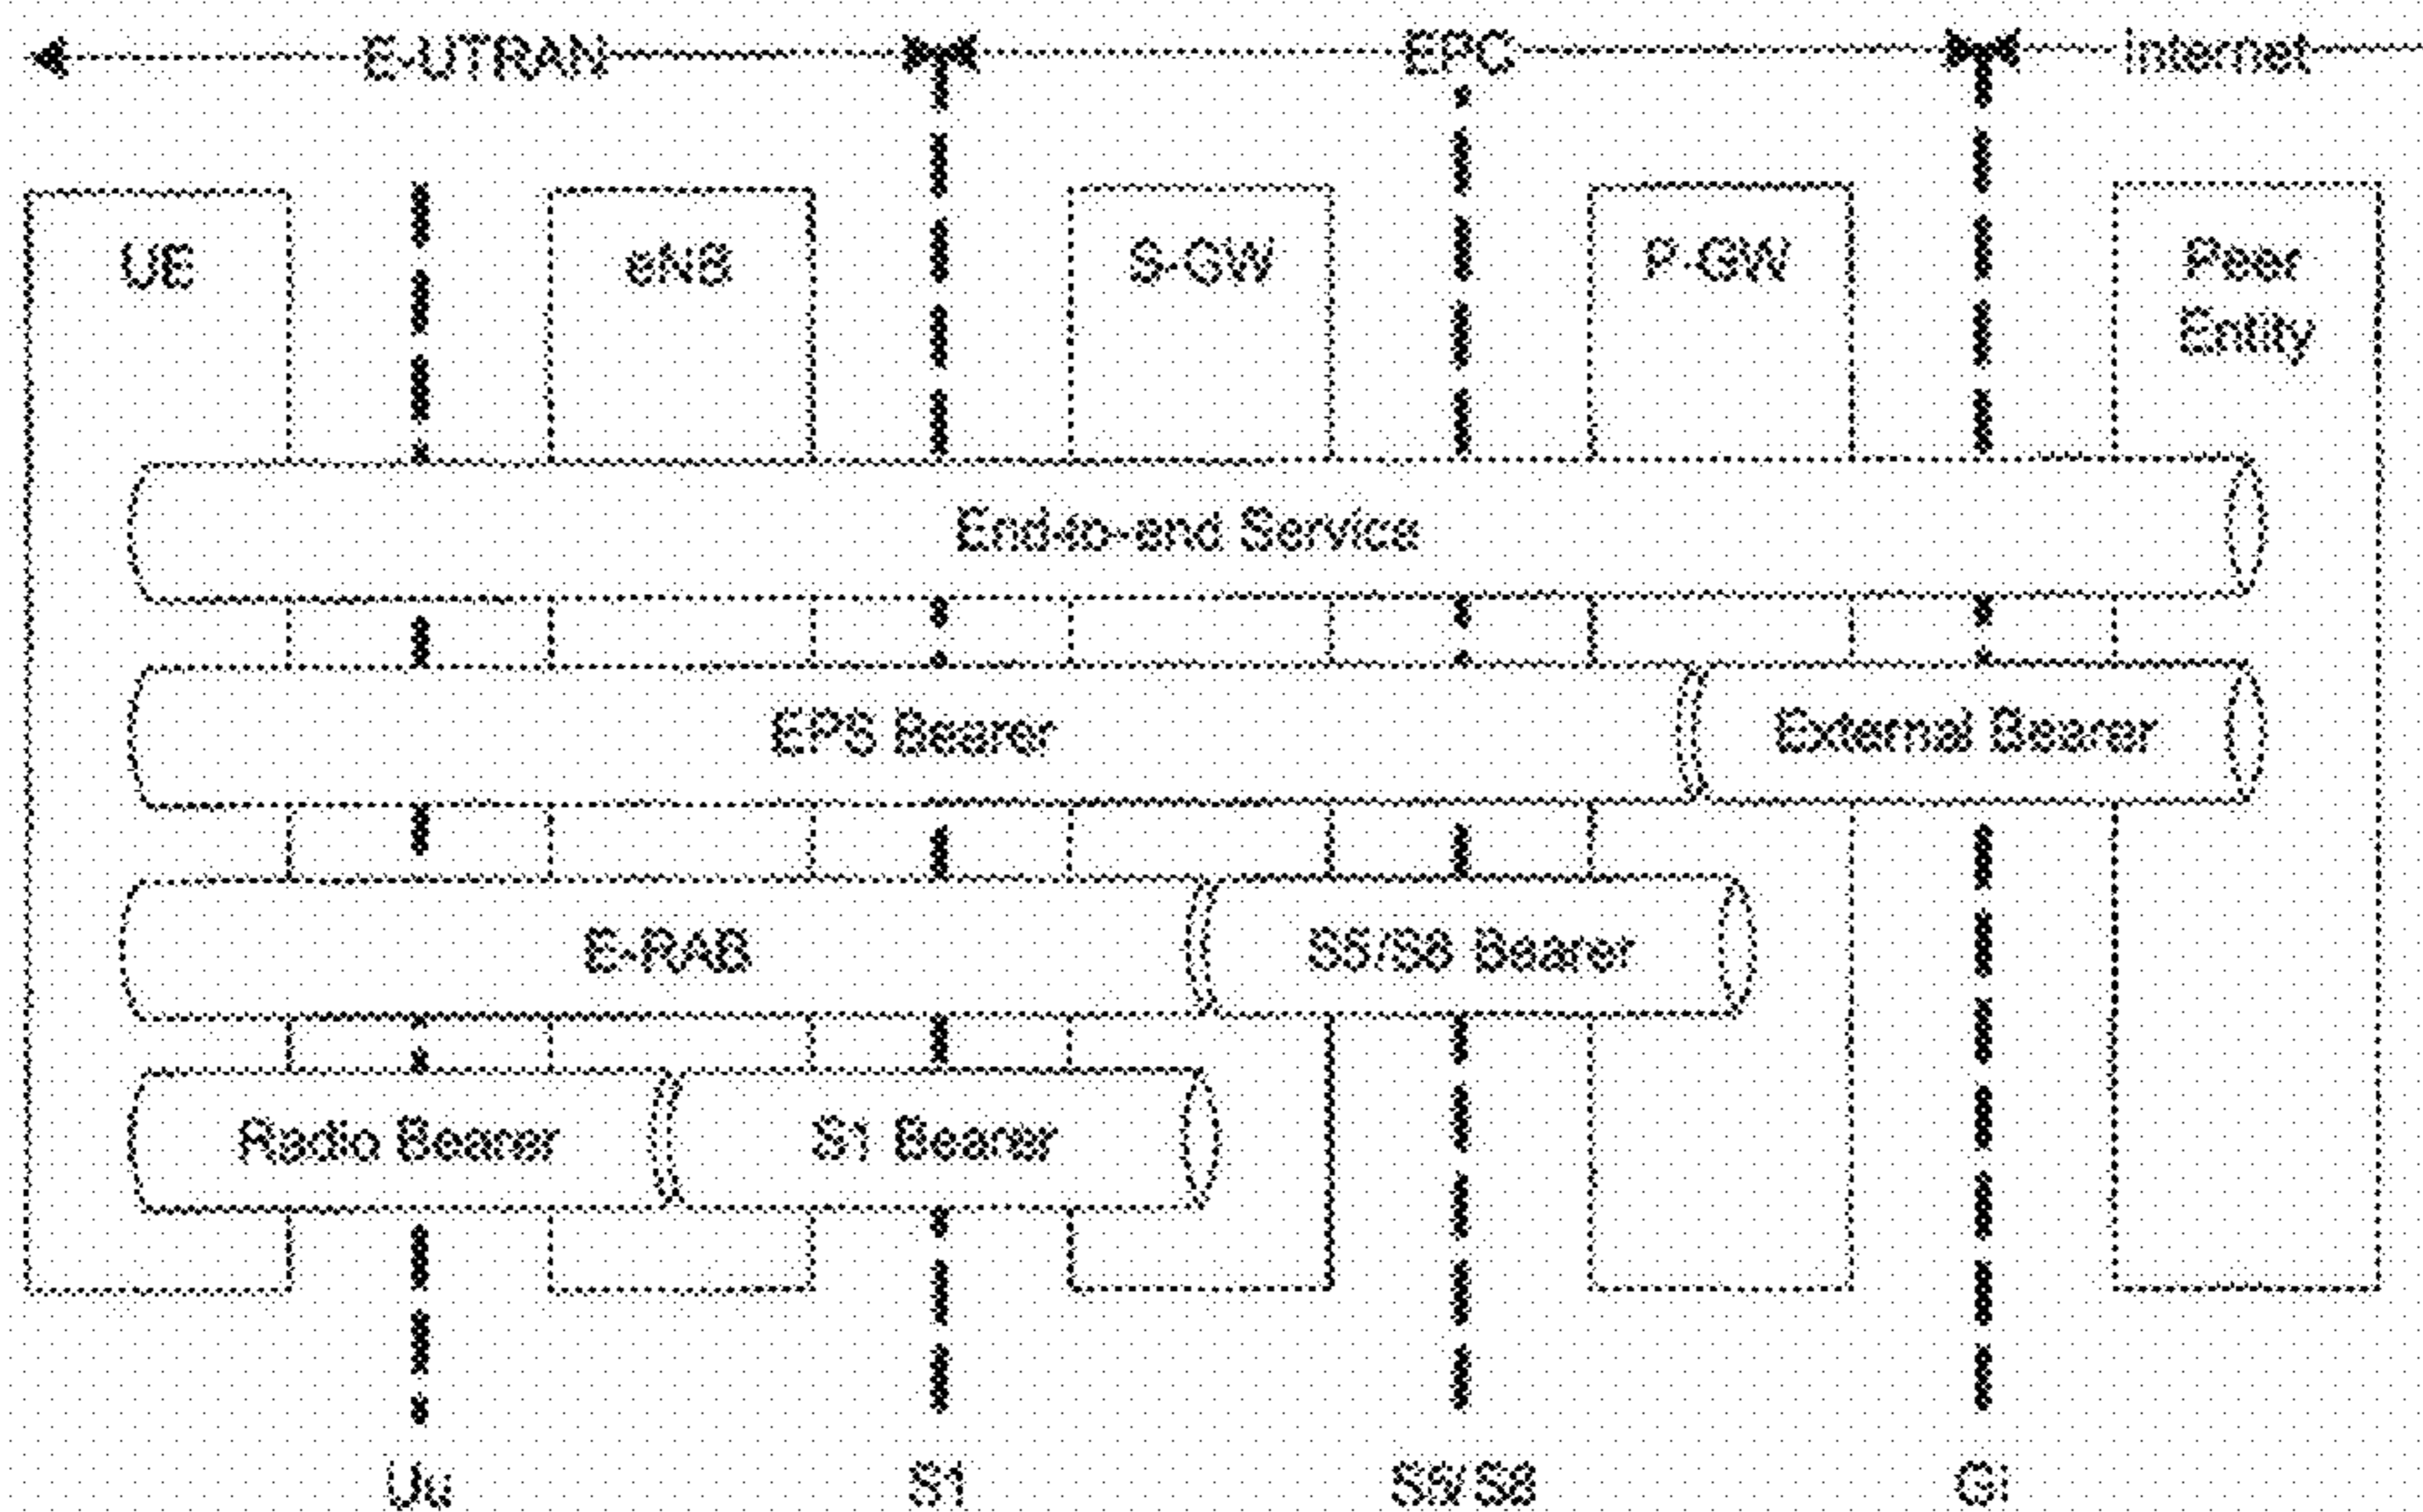 E-UTRAN EPC Internet
UE eNB S-GW P-GW Peer
Entity
End-to-end Service
EPS Bearer External Bearer
E-RAB S5/S8 Bearer
Radio Bearer S1 Bearer
Uu S1 S5/S8 Gi